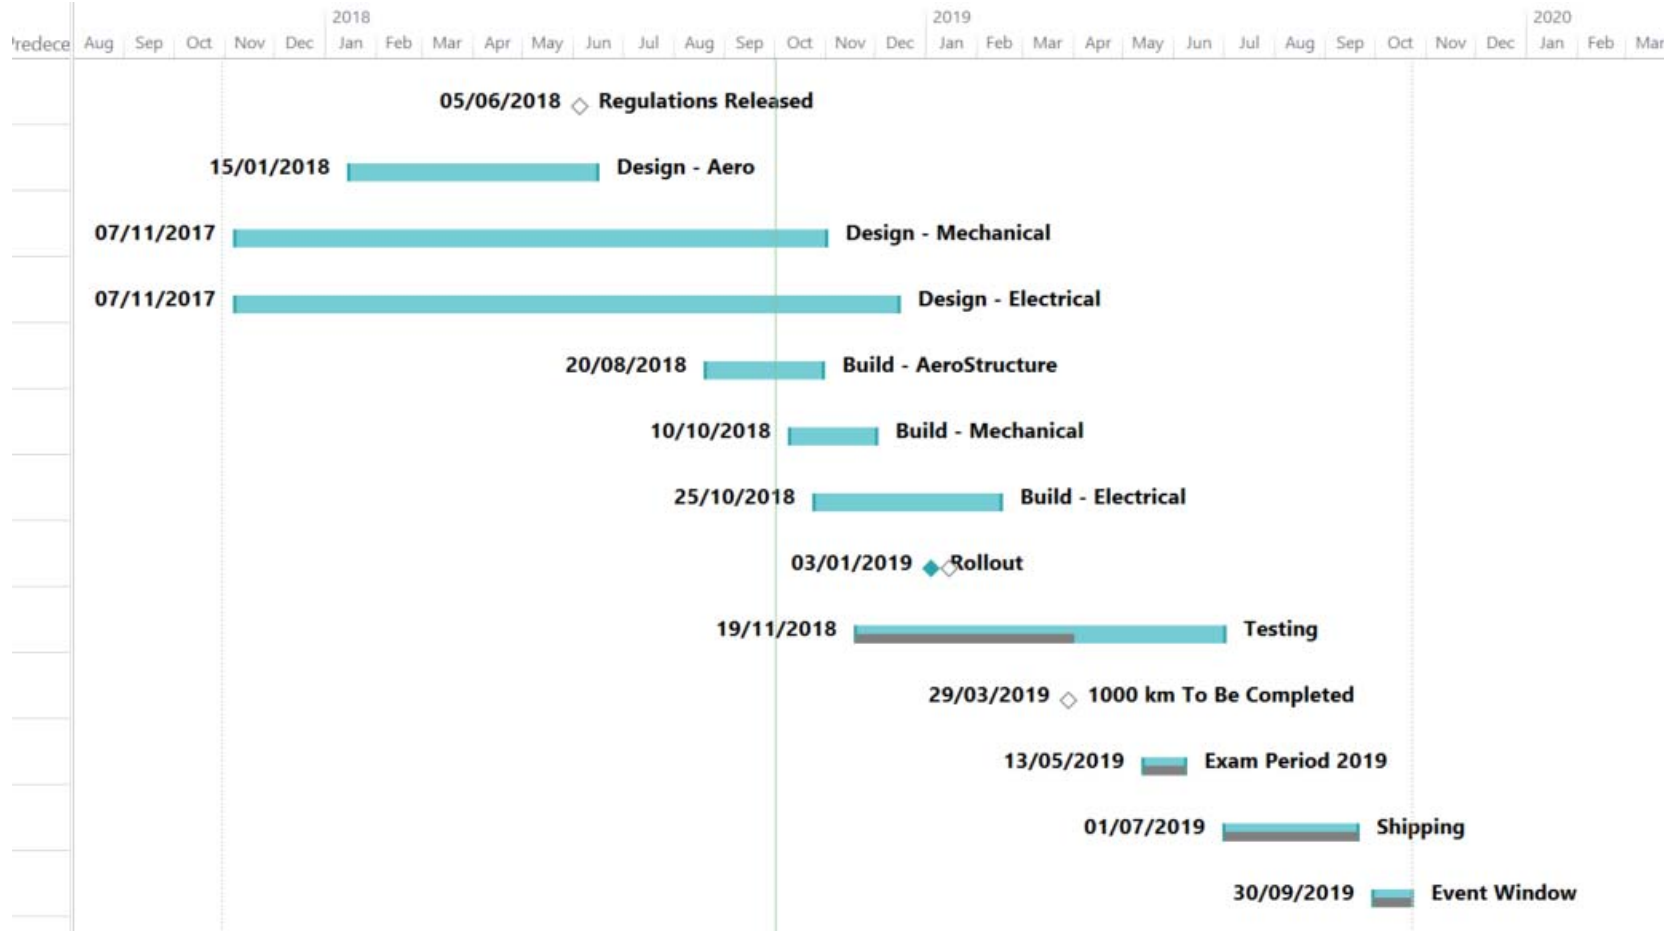 2018 2019 2020
redece Aug Sep Oct Nov Dec Jan Feb Mar Apr May Jun Jul Aug Sep Oct Nov Dec Jan Feb Mar Apr May Jun Jul Aug Sep Oct Nov Dec Jan Feb Mar
05/06/2018 Regulations Released
15/01/2018 Design - Aero
07/11/2017 Design - Mechanical
07/11/2017 Design - Electrical
20/08/2018 Build - AeroStructure
10/10/2018 Build - Mechanical
25/10/2018 Build - Electrical
03/01/2019 Rollout
19/11/2018 Testing
29/03/2019 1000 km To Be Completed
13/05/2019 Exam Period 2019
01/07/2019 Shipping
30/09/2019 Event Window